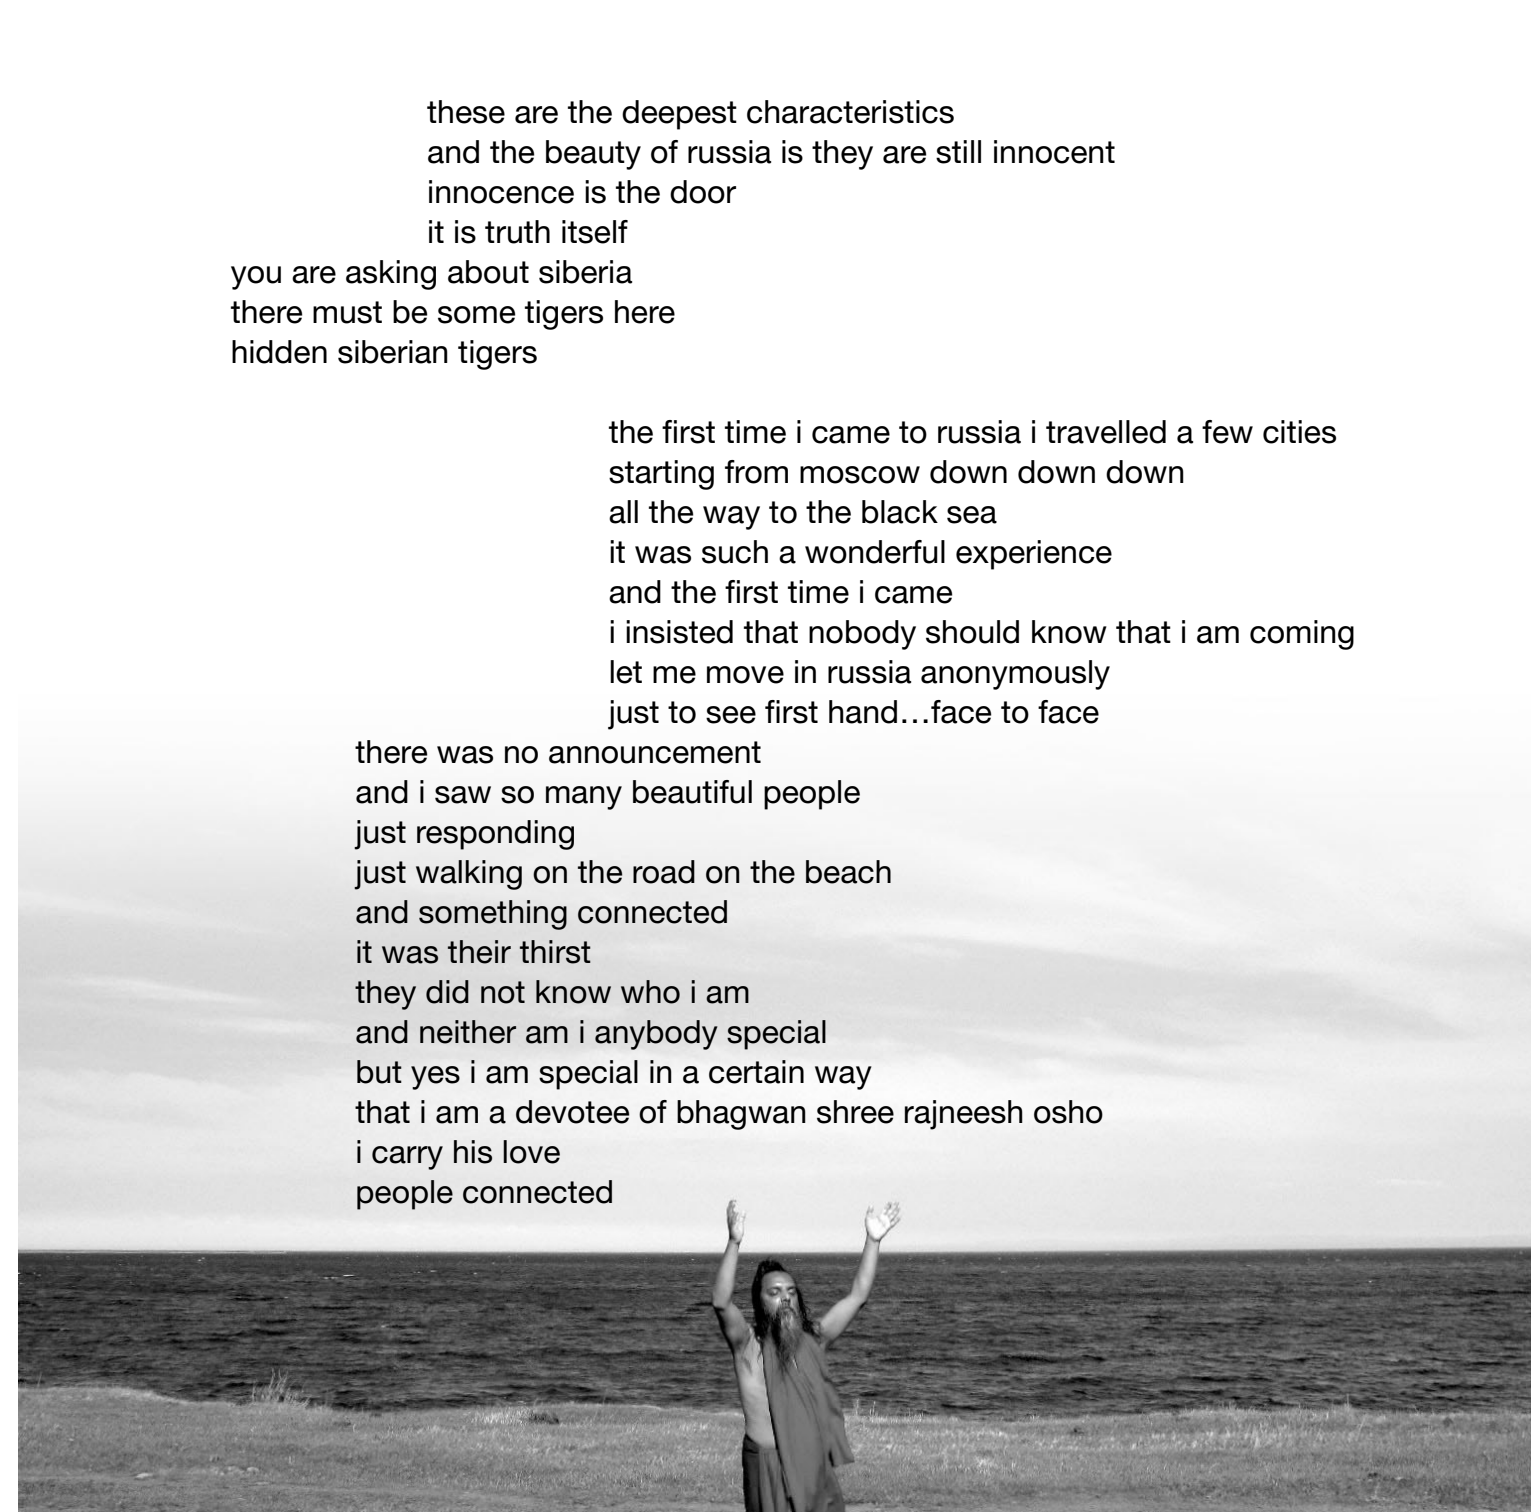 these are the deepest characteristics
and the beauty of russia is they are still innocent
innocence is the door
it is truth itself
you are asking about siberia
there must be some tigers here
hidden siberian tigers
the first time i came to russia i travelled a few cities
starting from moscow down down down
all the way to the black sea
it was such a wonderful experience
and the first time i came
i insisted that nobody should know that i am coming
let me move in russia anonymously
just to see first hand…face to face
there was no announcement
and i saw so many beautiful people
just responding
just walking on the road on the beach
and something connected
it was their thirst
they did not know who i am
and neither am i anybody special
but yes i am special in a certain way
that i am a devotee of bhagwan shree rajneesh osho
i carry his love
people connected